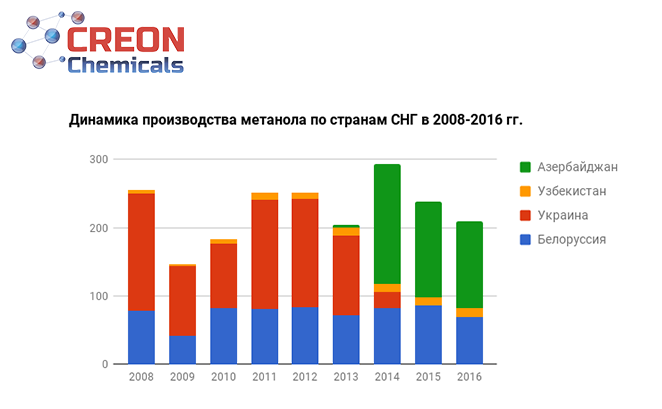 CREON
Chemicals
Динамика производства метанола по странам СНГ в 2008-2016 гг.
300
200
100
0
2008 2009 2010 2011 2012 2013 2014 2015 2016
Азербайджан
Узбекистан
Украина
Белоруссия